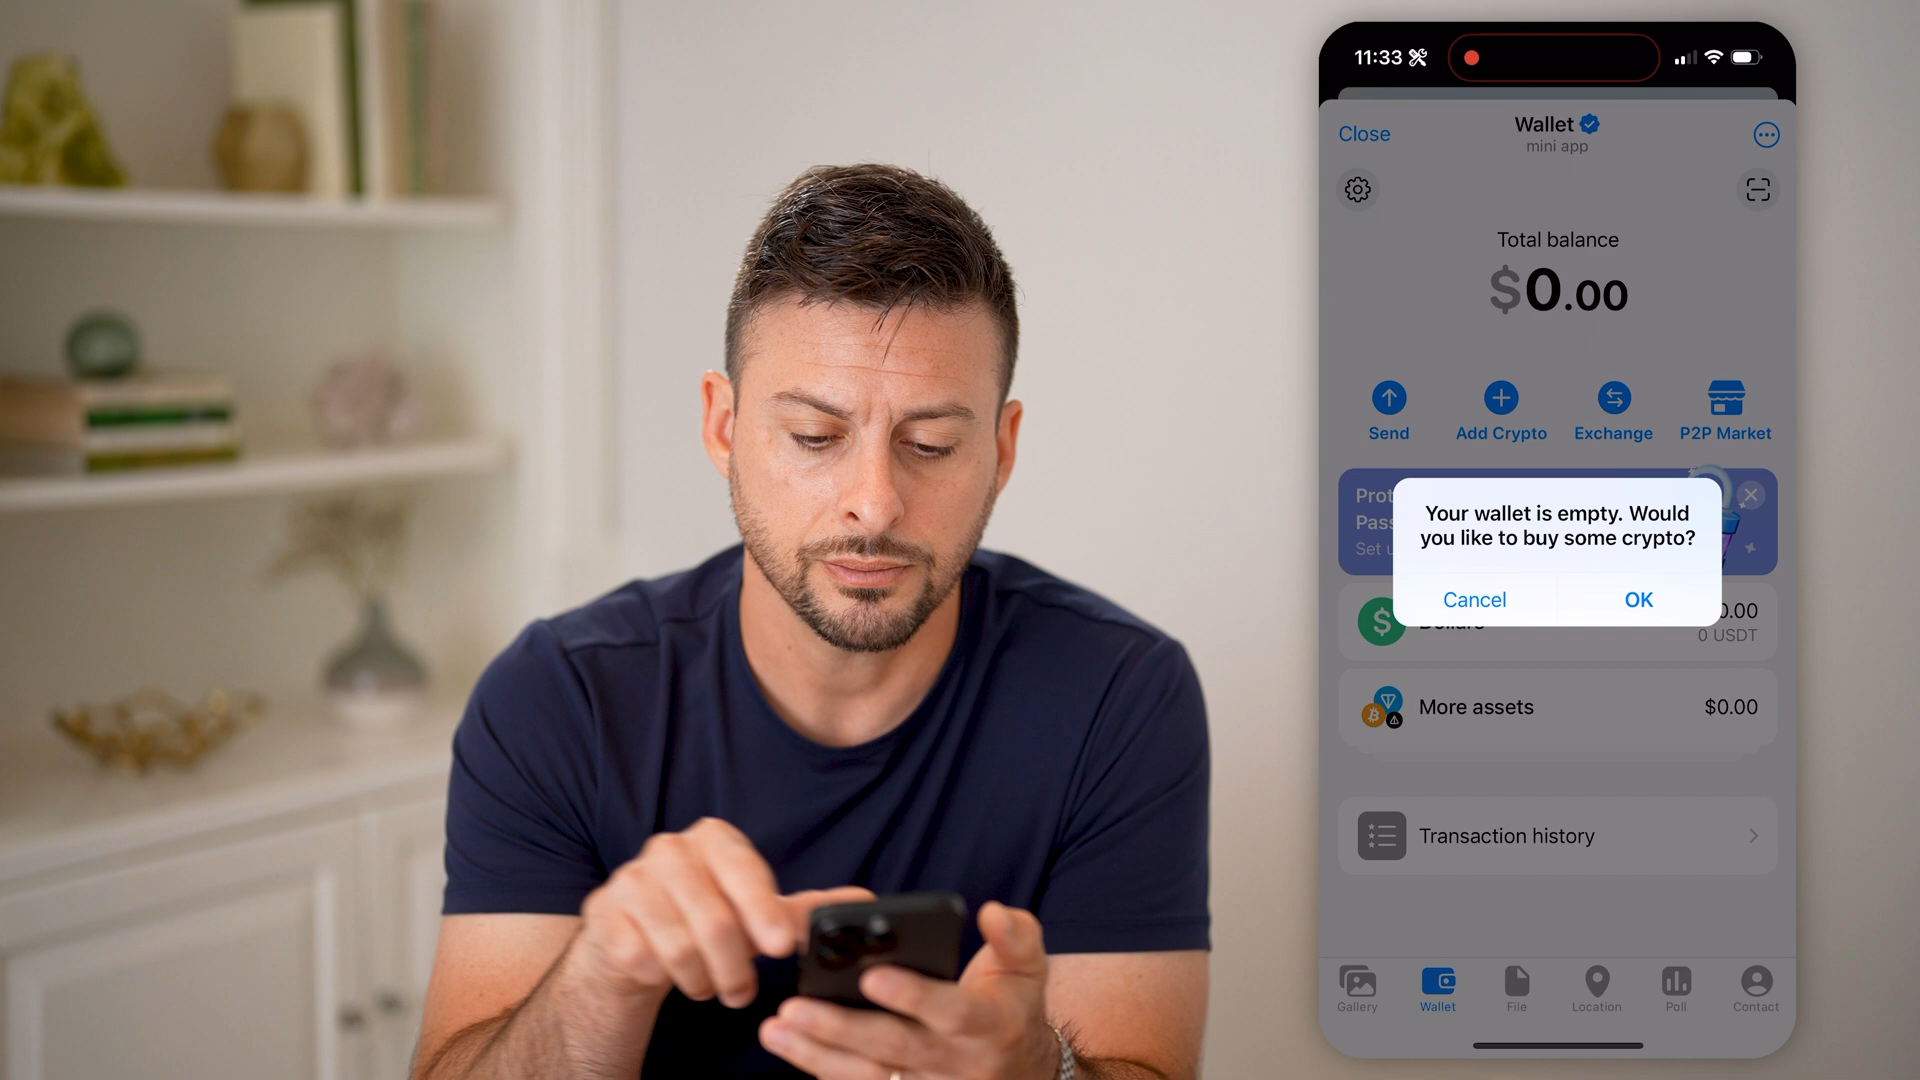 11:33
Close
Wallet
mini app
Total balance
$0.00
Send
Add Crypto
Exchange
P2P Market
Your wallet is empty. Would
you like to buy some crypto?
Cancel
OK
0 USDT
More assets
$0.00
Transaction history
Gallery
Wallet
File
Location
Poll
Contact